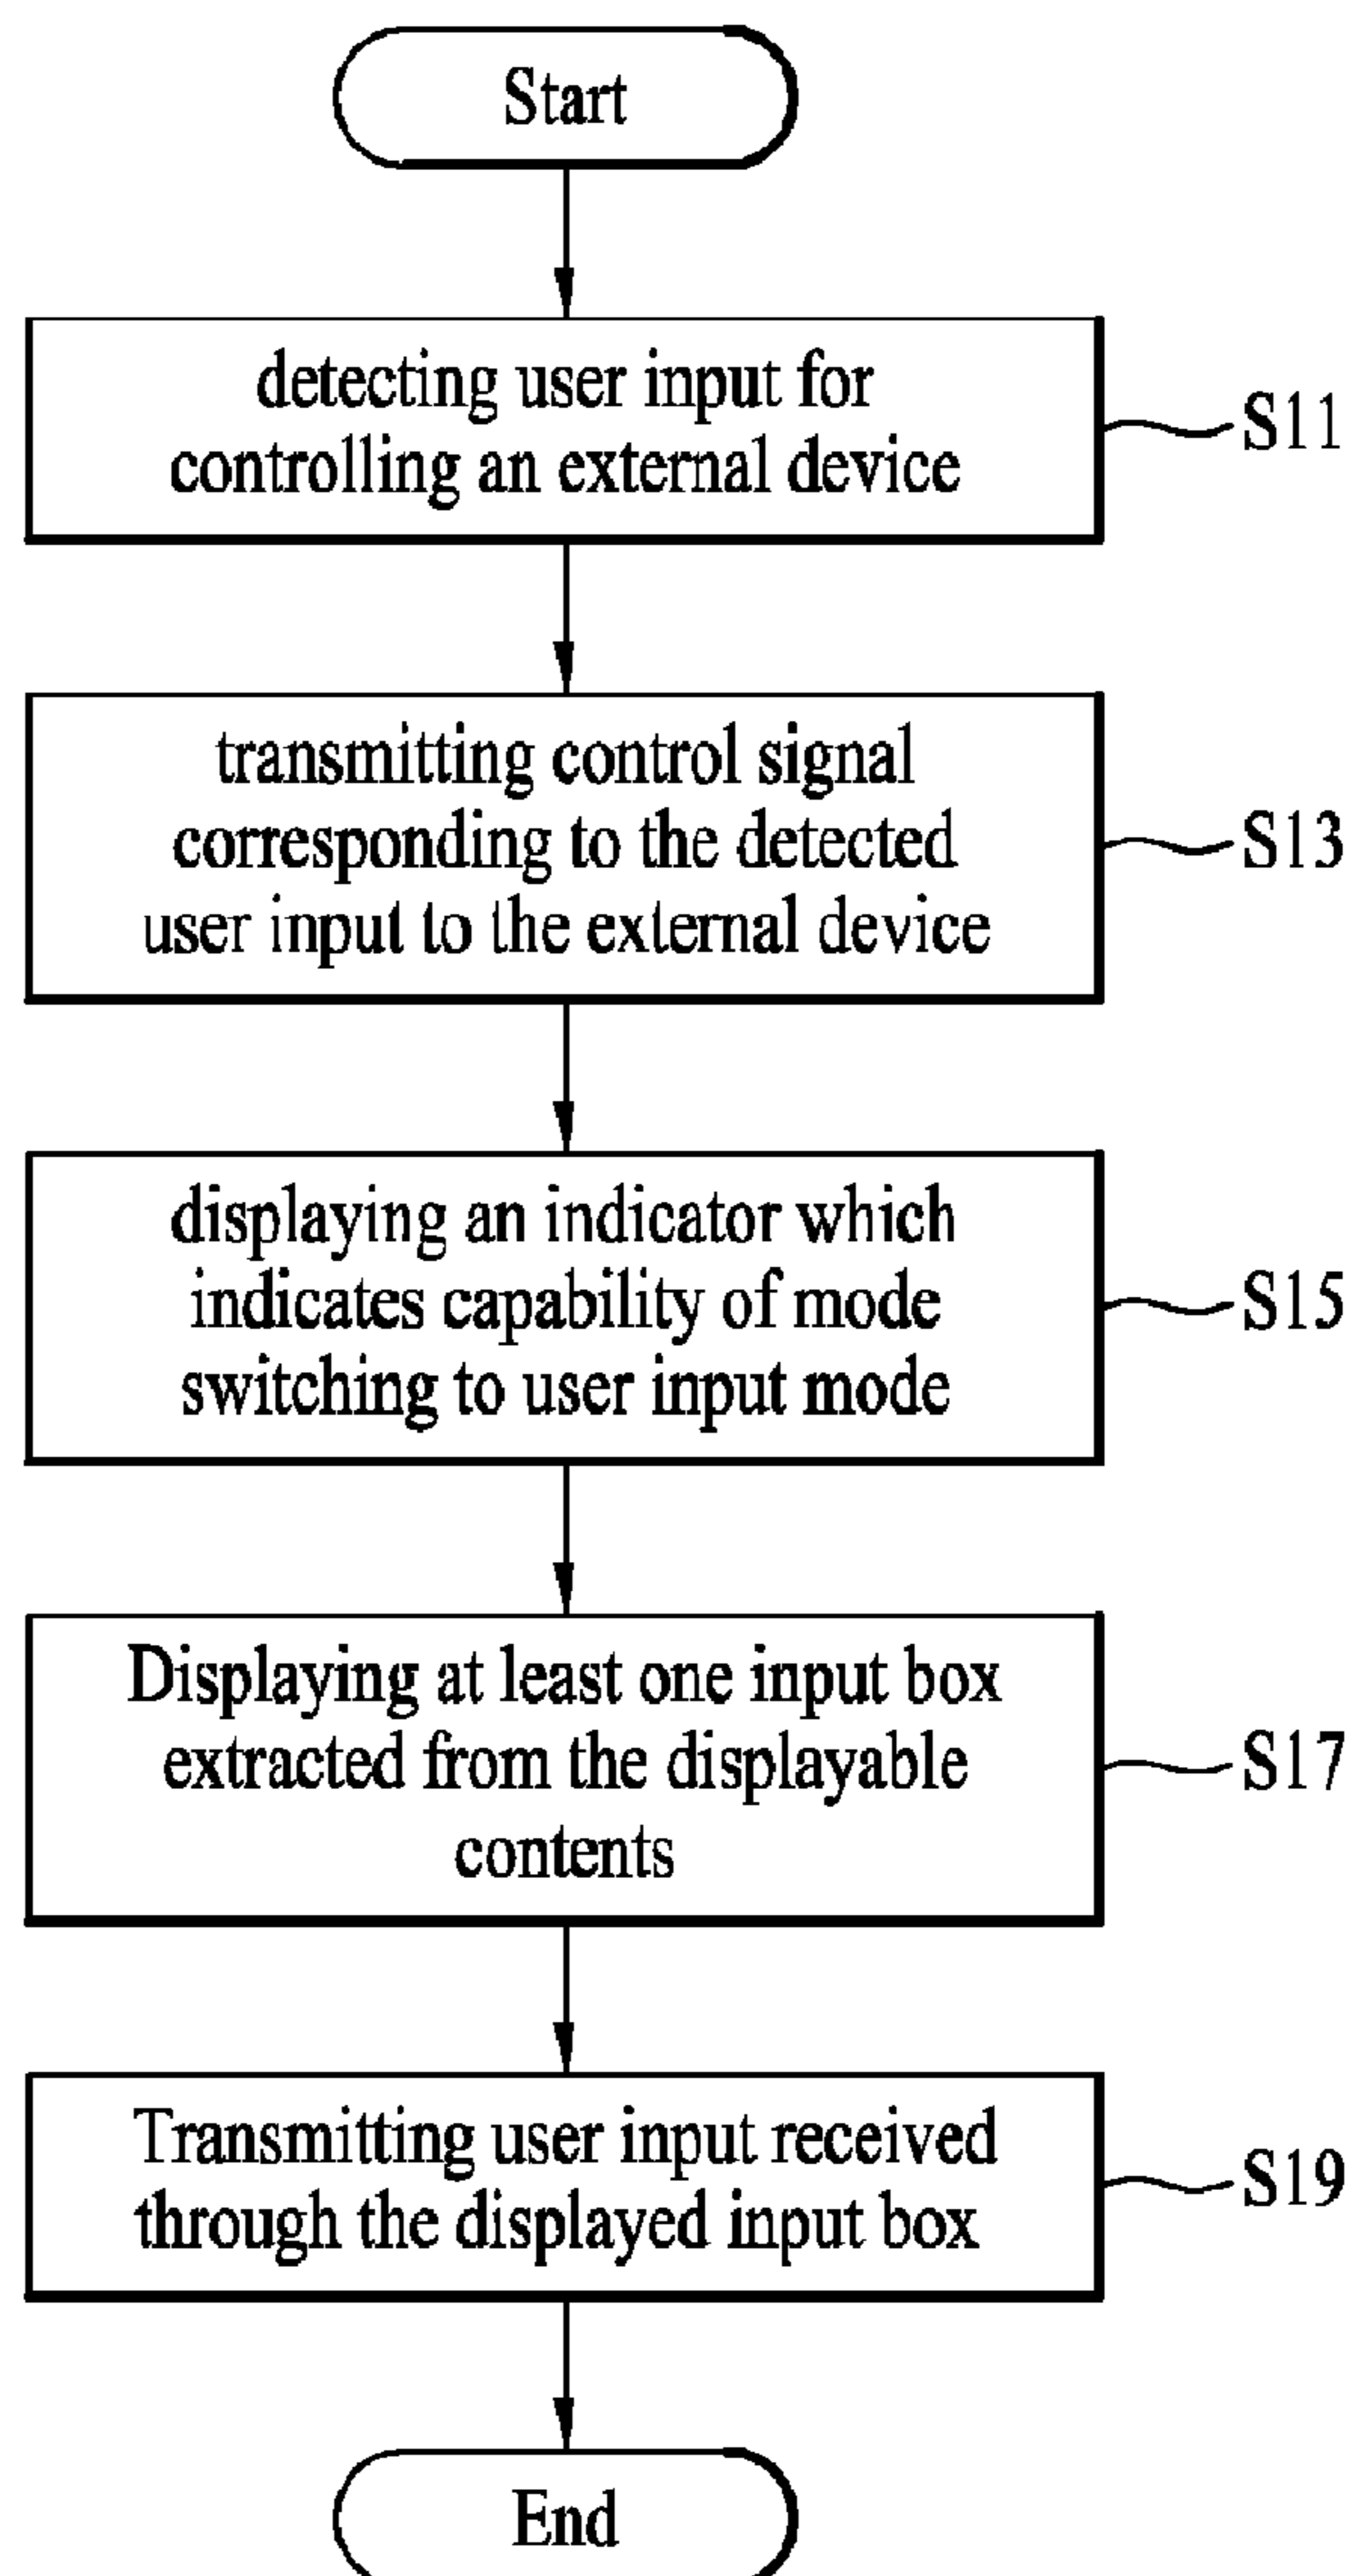 Start
detecting user input for
controlling an external device
S11
transmitting control signal
corresponding to the detected
user input to the external device
S13
displaying an indicator which
indicates capability of mode
switching to user input mode
S15
Displaying at least one input box
extracted from the displayable
contents
S17
Transmitting user input received
through the displayed input box
S19
End